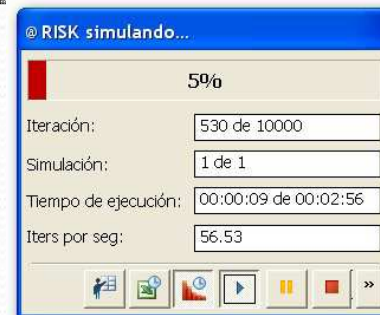 @RISK simulando...
5%
Iteración: 530 de 10000
Simulación: 1 de 1
Tiempo de ejecución: 00:00:09 de 00:02:56
Iters por seg: 56.53
»